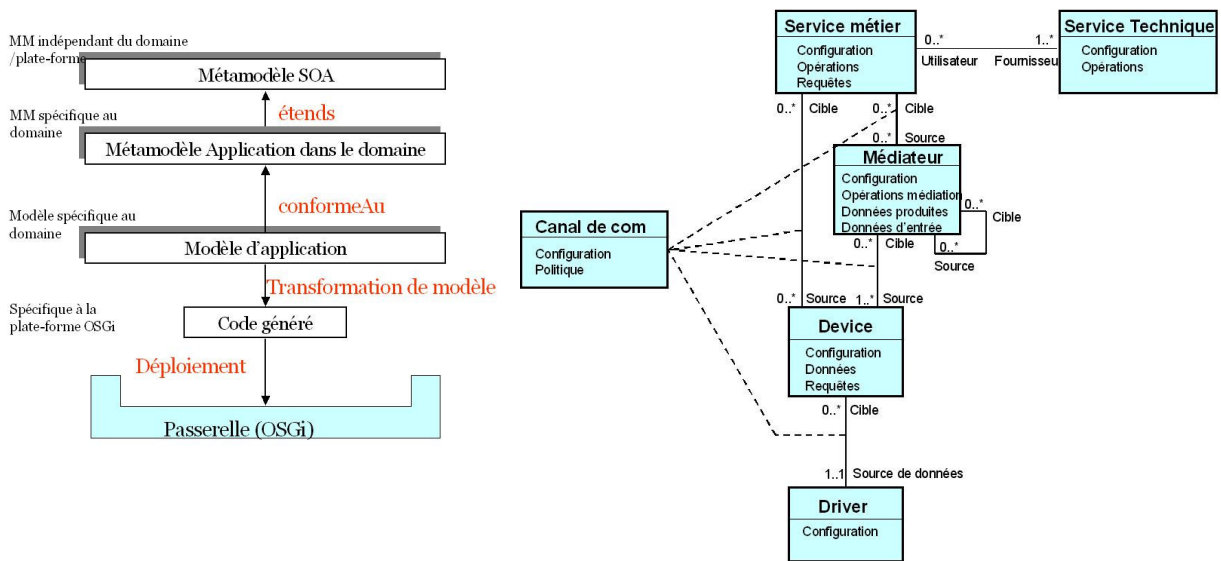 MM indépendant du domaine
/plate-forme
Métamodèle SOA
étends
MM spécifique au
domaine
Métamodèle Application dans le domaine
conformeAu
Modèle spécifique au
domaine
Modèle d'application
Transformation de modèle
Spécifique à la
plate-forme OSGi
Code généré
Déploiement
Passerelle (OSGi)
Service métier
Configuration
Opérations
Requêtes
0..*
Utilisateur
1..*
Fournisseu
Service Technique
Configuration
Opérations
0..*
Cible
0..*
Cible
0..*
Source
Médiateur
Configuration
Opérations médiation
Données produites
Données d'entrée
0..*
Cible
0..*
Source
0..*
Cible
Canal de com
Configuration
Politique
0..*
Source
1..*
Source
Device
Configuration
Données
Requêtes
0..*
Cible
1..1
Source de données
Driver
Configuration